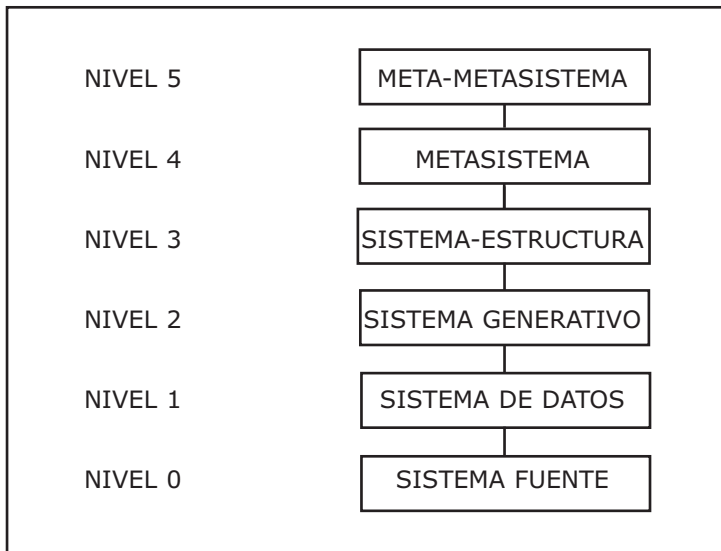 NIVEL 5 META-METASISTEMA
NIVEL 4 METASISTEMA
NIVEL 3 SISTEMA-ESTRUCTURA
NIVEL 2 SISTEMA GENERATIVO
NIVEL 1 SISTEMA DE DATOS
NIVEL 0 SISTEMA FUENTE